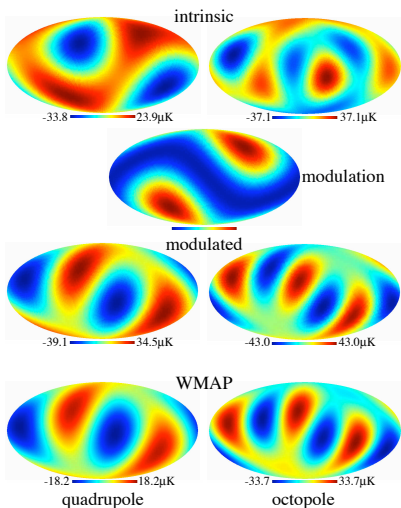 intrinsic
-33.8 23.9μK -37.1 37.1μK
modulation
modulated
-39.1 34.5μK -43.0 43.0μK
WMAP
-18.2 18.2μK -33.7 33.7μK
quadrupole octopole